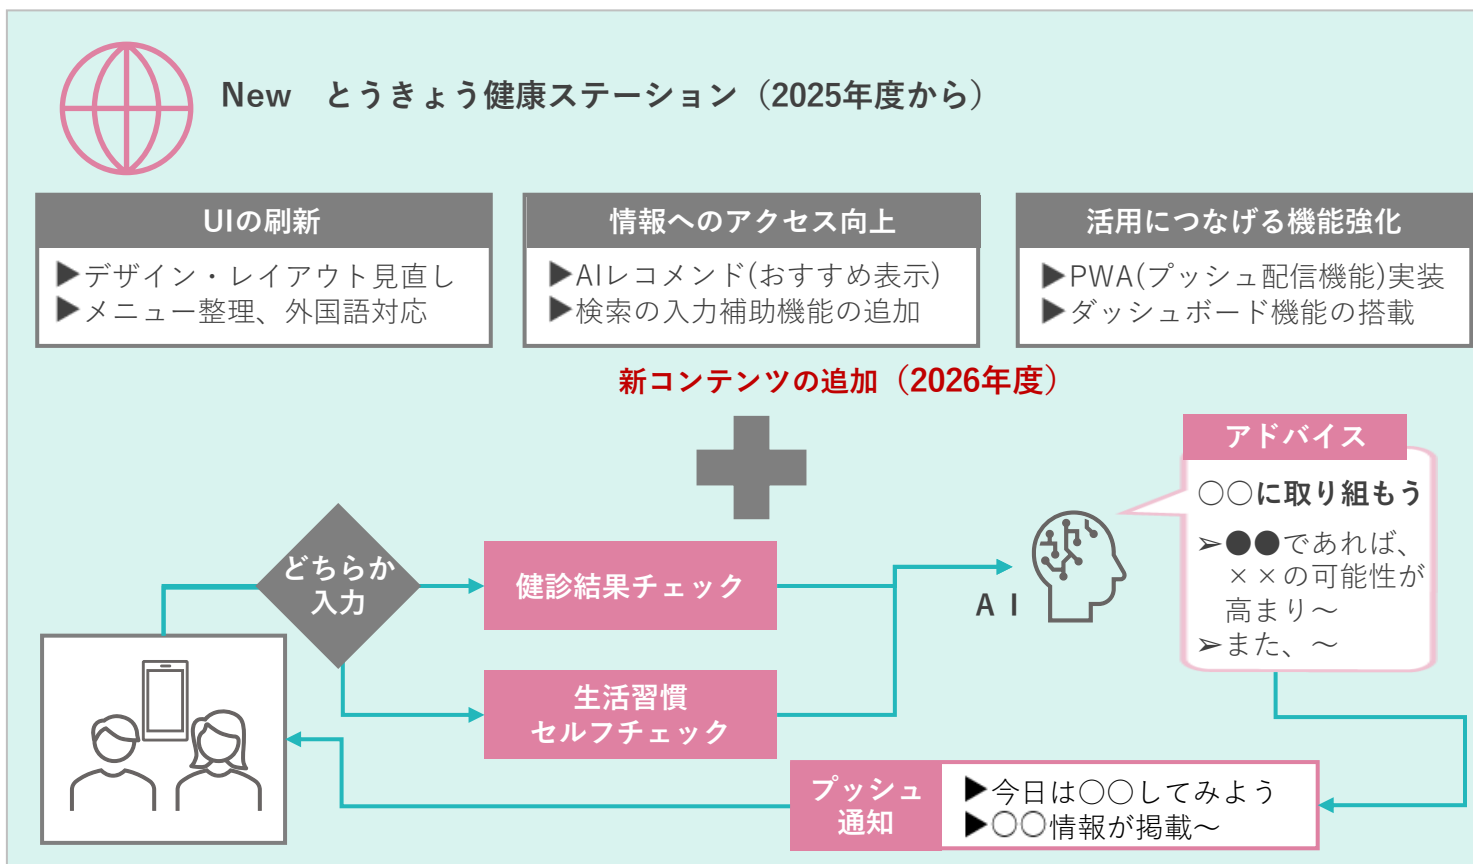 New　とうきょう健康ステーション（2025年度から）
UIの刷新
▶デザイン・レイアウト見直し
▶メニュー整理、外国語対応
情報へのアクセス向上
▶AIレコメンド(おすすめ表示)
▶検索の入力補助機能の追加
活用につなげる機能強化
▶PWA(プッシュ配信機能)実装
▶ダッシュボード機能の搭載
新コンテンツの追加（2026年度）
どちらか
入力
健診結果チェック
生活習慣
セルフチェック
ＡＩ
アドバイス
○○に取り組もう
➢●●であれば、
××の可能性が
高まり～
➢また、～
プッシュ
通知
▶今日は○○してみよう
▶○○情報が掲載～